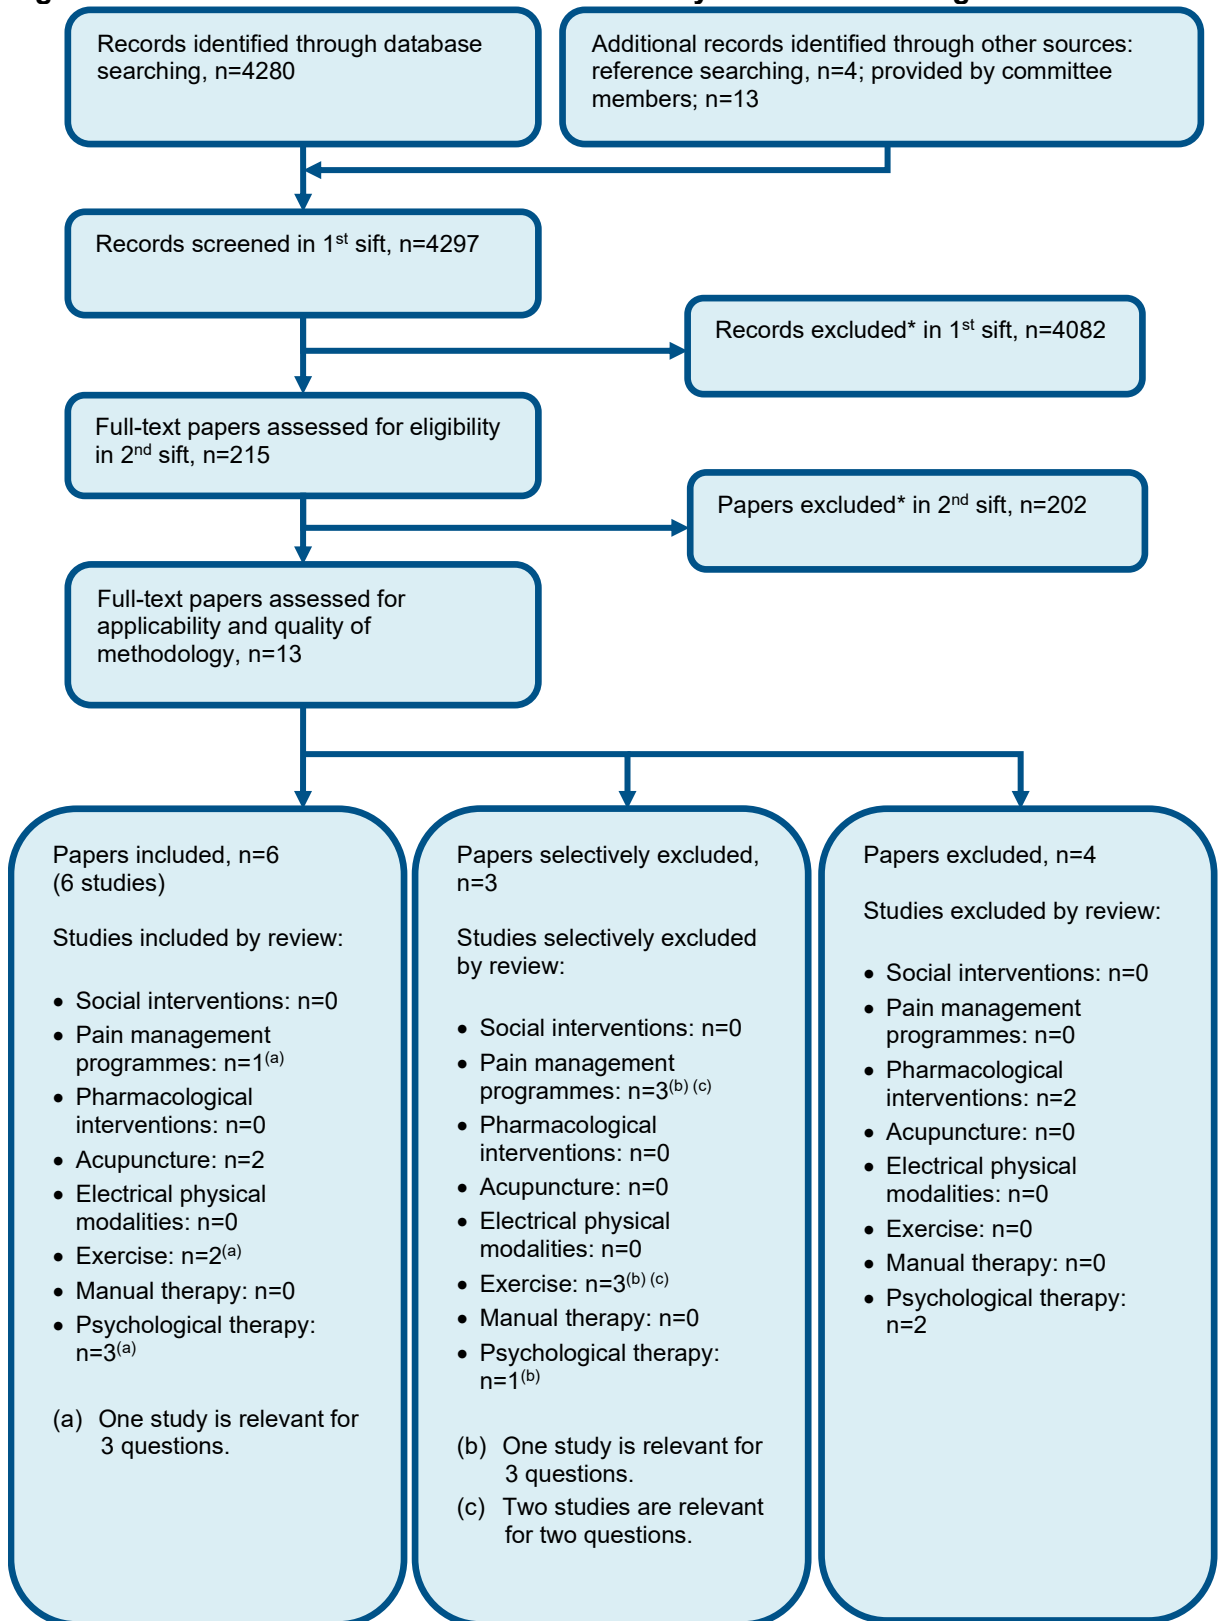 Records identified through database
searching, n=4280
Additional records identified through other sources:
reference searching, n=4; provided by committee
members; n=13
Records screened in 1st sift, n=4297
Records excluded* in 1st sift, n=4082
Full-text papers assessed for eligibility
in 2nd sift, n=215
Papers excluded* in 2nd sift, n=202
Full-text papers assessed for
applicability and quality of
methodology, n=13
Papers included, n=6
(6 studies)
Studies included by review:
• Social interventions: n=0
• Pain management
programmes: n=1(a)
• Pharmacological
interventions: n=0
• Acupuncture: n=2
• Electrical physical
modalities: n=0
• Exercise: n=2(a)
• Manual therapy: n=0
• Psychological therapy:
n=3(a)
(a) One study is relevant for
3 questions.
Papers selectively excluded,
n=3
Studies selectively excluded
by review:
• Social interventions: n=0
• Pain management
programmes: n=3(b) (c)
• Pharmacological
interventions: n=0
• Acupuncture: n=0
• Electrical physical
modalities: n=0
• Exercise: n=3(b) (c)
• Manual therapy: n=0
• Psychological therapy:
n=1(b)
(b) One study is relevant for
3 questions.
(c) Two studies are relevant
for two questions.
Papers excluded, n=4
Studies excluded by review:
• Social interventions: n=0
• Pain management
programmes: n=0
• Pharmacological
interventions: n=2
• Acupuncture: n=0
• Electrical physical
modalities: n=0
• Exercise: n=0
• Manual therapy: n=0
• Psychological therapy:
n=2